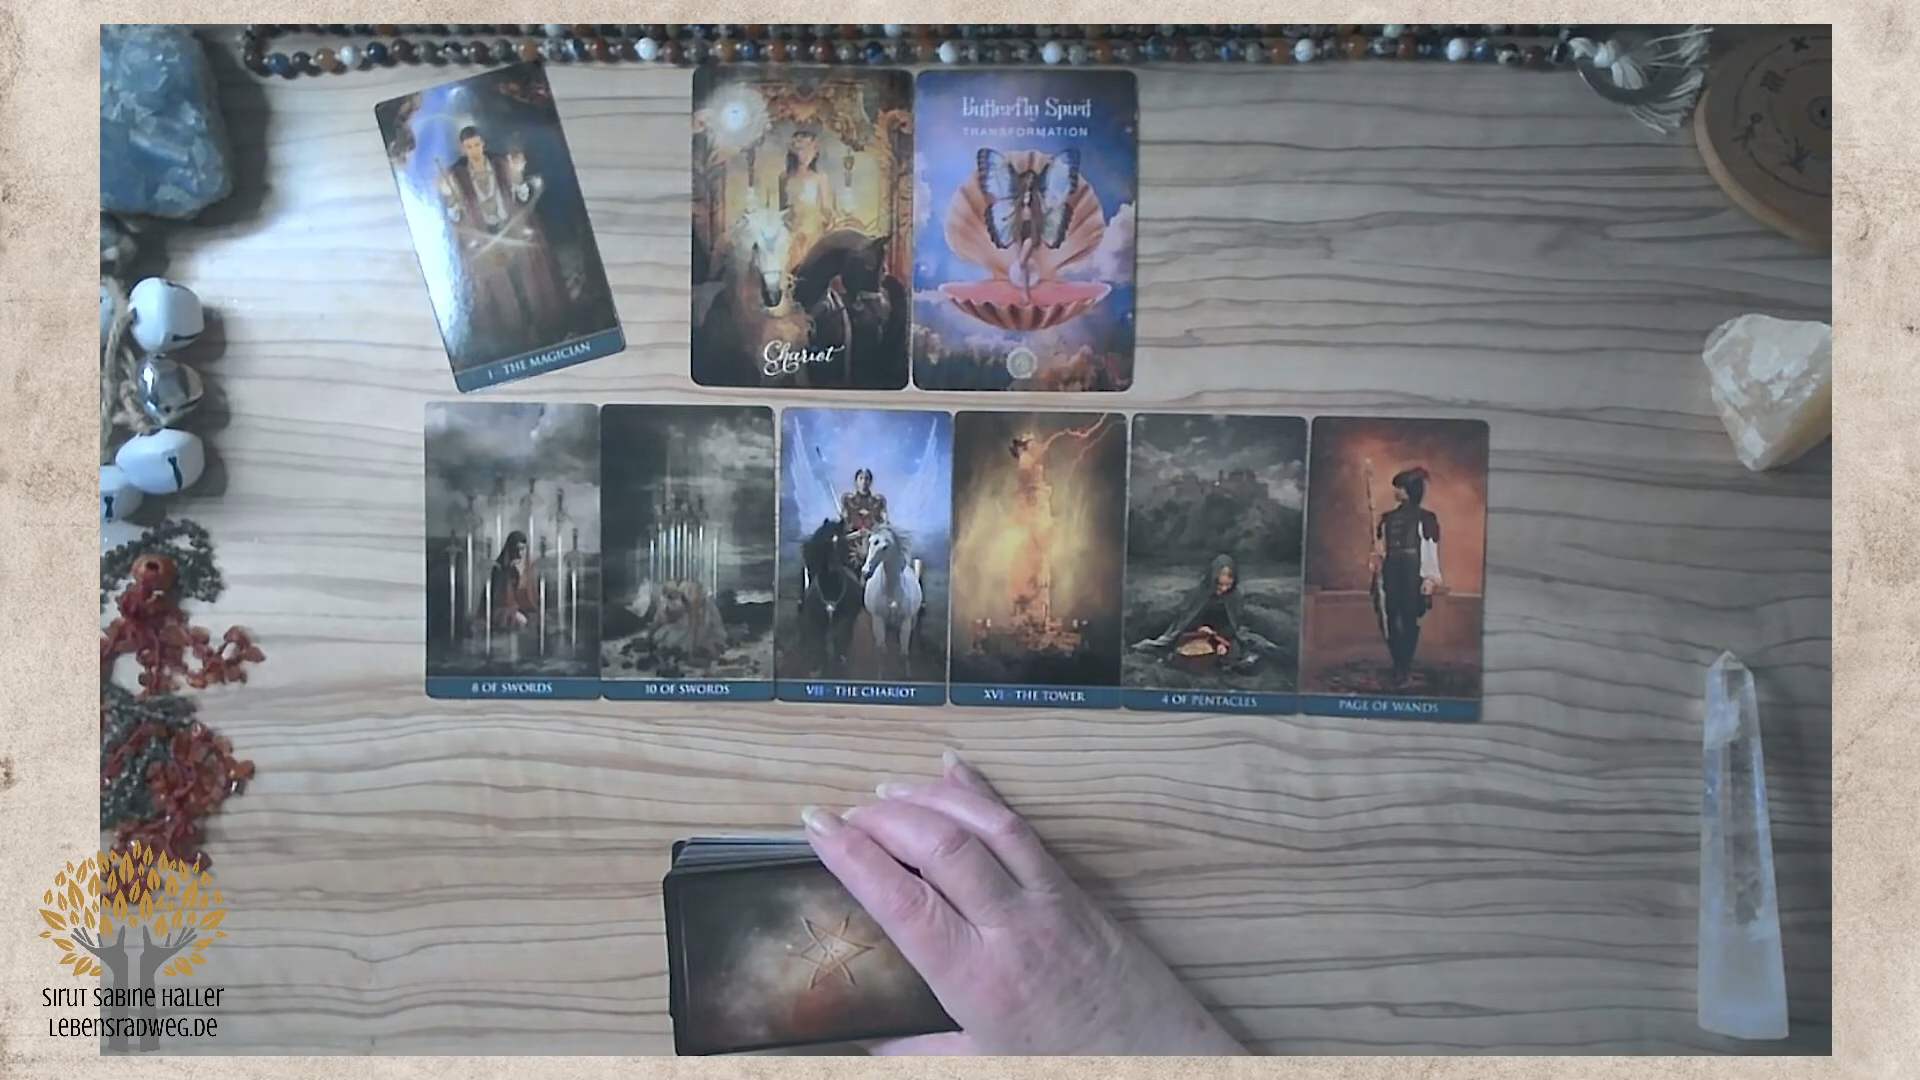 Butterfly Spirit
TRANSFORMATION
I - THE MAGICIAN
Chariot
8 OF SWORDS
10 OF SWORDS
VII - THE CHARIOT
XVI - THE TOWER
4 OF PENTACLES
PAGE OF WANDS
Sirut Sabine Haller
Lebensradweg.de